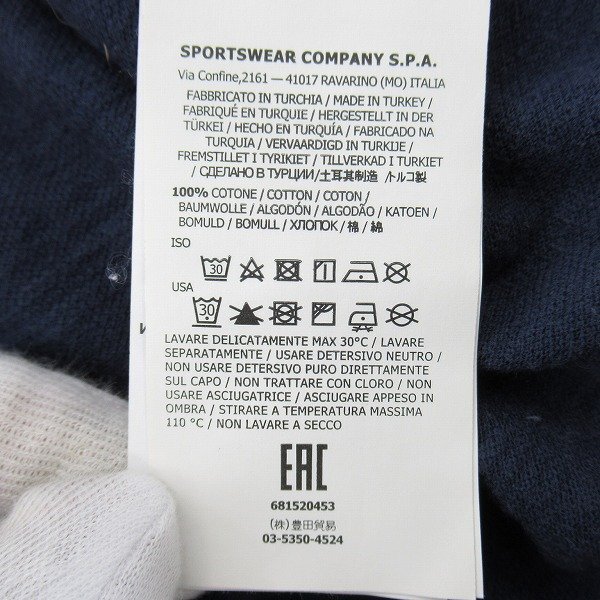 SPORTSWEAR COMPANY S.P.A.
Via Confine,2161 — 41017 RAVARINO (MO) ITALIA
FABBRICATO IN TURCHIA / MADE IN TURKEY /
FABRIQUÉ EN TURQUIE / HERGESTELLT IN DER
TÜRKEI / HECHO EN TURQUÍA / FABRICADO NA
TURQUIA / VERVAARDIGD IN TURKIJE /
FREMSTILLET I TYRKIET / TILLVERKAD I TURKIET
/ СДЕЛАНО В ТУРЦИИ/土耳其制造 /トルコ製
100% COTONE / COTTON / COTON /
BAUMWOLLE / ALGODÓN / ALGODÃO / KATOEN /
BOMULD / BOMULL / ХЛОПОК / 棉 / 綿
ISO
30
USA
30
LAVARE DELICATAMENTE MAX 30°C / LAVARE
SEPARATAMENTE / USARE DETERSIVO NEUTRO /
NON USARE DETERSIVO PURO DIRETTAMENTE
SUL CAPO / NON TRATTARE CON CLORO / NON
USARE ASCIUGATRICE / ASCIUGARE APPESO IN
OMBRA / STIRARE A TEMPERATURA MASSIMA
110 °C / NON LAVARE A SECCO
EAC
681520453
(株)豊田貿易
03-5350-4524